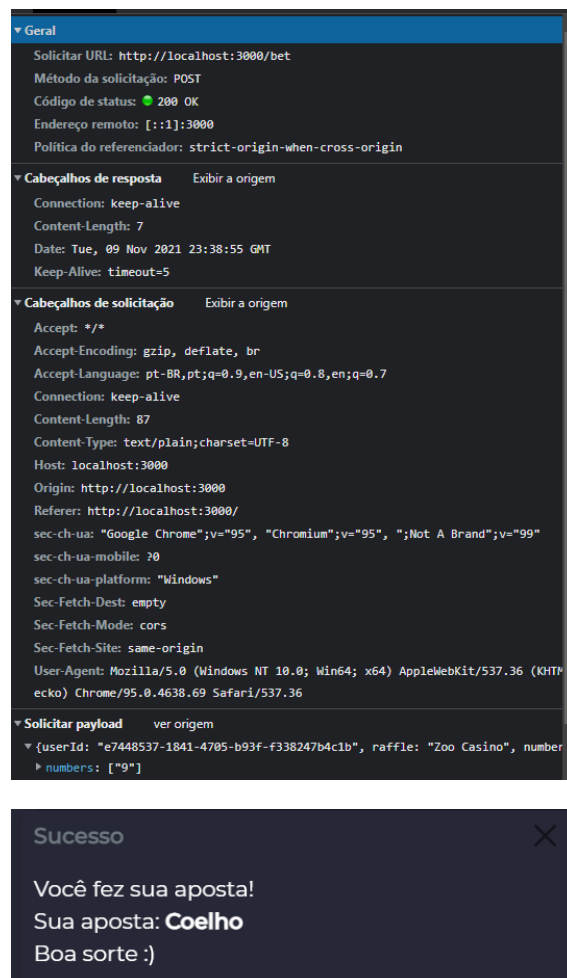 Geral
Solicitar URL: http://localhost:3000/bet
Método da solicitação: POST
Código de status: 200 OK
Endereço remoto: [::1]:3000
Política do referenciador: strict-origin-when-cross-origin
Cabeçalhos de resposta Exibir a origem
Connection: keep-alive
Content-Length: 7
Date: Tue, 09 Nov 2021 23:38:55 GMT
Keep-Alive: timeout=5
Cabeçalhos de solicitação Exibir a origem
Accept: */*
Accept-Encoding: gzip, deflate, br
Accept-Language: pt-BR,pt;q=0.9,en-US;q=0.8,en;q=0.7
Connection: keep-alive
Content-Length: 87
Content-Type: text/plain;charset=UTF-8
Host: localhost:3000
Origin: http://localhost:3000
Referer: http://localhost:3000/
sec-ch-ua: "Google Chrome";v="95", "Chromium";v="95", ";Not A Brand";v="99"
sec-ch-ua-mobile: ?0
sec-ch-ua-platform: "Windows"
Sec-Fetch-Dest: empty
Sec-Fetch-Mode: cors
Sec-Fetch-Site: same-origin
User-Agent: Mozilla/5.0 (Windows NT 10.0; Win64; x64) AppleWebKit/537.36 (KHTM
ecko) Chrome/95.0.4638.69 Safari/537.36
Solicitar payload ver origem
{userId: "e7448537-1841-4705-b93f-f338247b4c1b", raffle: "Zoo Casino", number
numbers: ["9"]
Sucesso
Você fez sua aposta!
Sua aposta: Coelho
Boa sorte :)